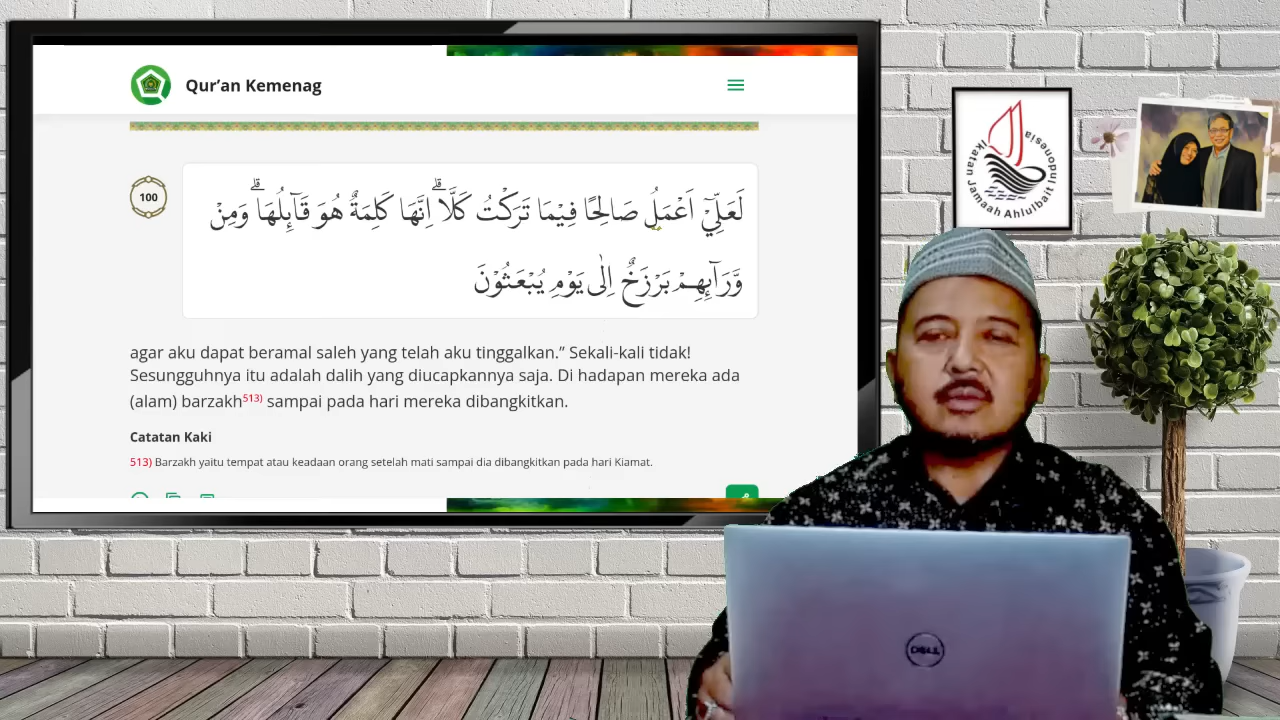 Qur'an Kemenag
100
لَعَلِّيْٓ اَعْمَلُ صَالِحًا فِيْمَا تَرَكْتُ كَلَّاۗ اِنَّهَا كَلِمَةٌ هُوَ قَاۤىِٕلُهَاۗ وَمِنْ
وَّرَاۤىِٕهِمْ بَرْزَخٌ اِلٰى يَوْمِ يُبْعَثُوْنَ
agar aku dapat beramal saleh yang telah aku tinggalkan.” Sekali-kali tidak!
Sesungguhnya itu adalah dalih yang diucapkannya saja. Di hadapan mereka ada
(alam) barzakh513) sampai pada hari mereka dibangkitkan.
Catatan Kaki
513) Barzakh yaitu tempat atau keadaan orang setelah mati sampai dia dibangkitkan pada hari Kiamat.
Ikatan Jamaah Ahlulbait Indonesia
DELL